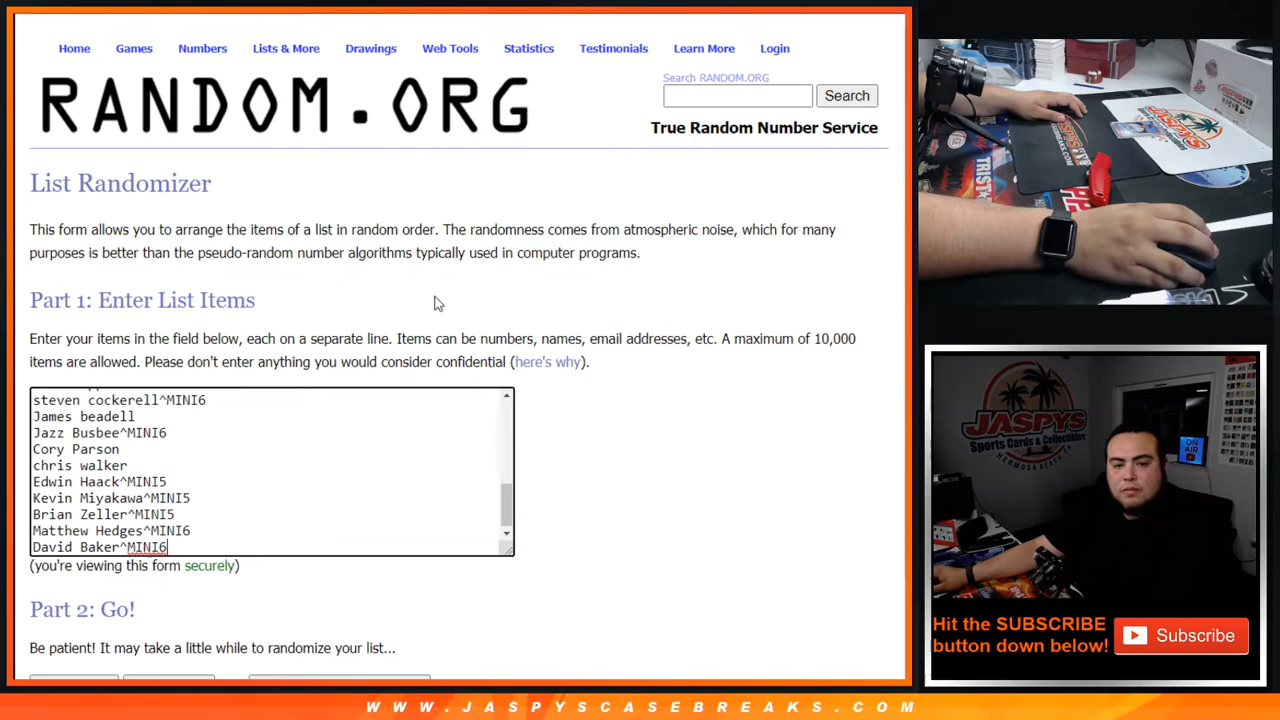 Home Games Numbers Lists & More Drawings Web Tools Statistics Testimonials Learn More Login
RANDOM.ORG
Search RANDOM.ORG
Search
True Random Number Service
List Randomizer
This form allows you to arrange the items of a list in random order. The randomness comes from atmospheric noise, which for many
purposes is better than the pseudo-random number algorithms typically used in computer programs.
Part 1: Enter List Items
Enter your items in the field below, each on a separate line. Items can be numbers, names, email addresses, etc. A maximum of 10,000
items are allowed. Please don't enter anything you would consider confidential (here's why).
steven cockerell^MINI6
James beadell
Jazz Busbee^MINI6
Cory Parson
chris walker
Edwin Haack^MINI5
Kevin Miyakawa^MINI5
Brian Zeller^MINI5
Matthew Hedges^MINI6
David Baker^MINI6
(you're viewing this form securely)
Part 2: Go!
Be patient! It may take a little while to randomize your list...
JASPYS
Sports Cards & Collectibles
HERMOSA BEACH, CA
ON
AIR
Hit the SUBSCRIBE
button down below!
Subscribe
WWW.JASPYSCASEBREAKS.COM